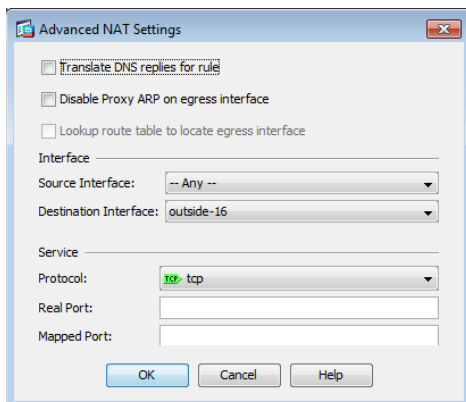 Advanced NAT Settings
Translate DNS replies for rule
Disable Proxy ARP on egress interface
Lookup route table to locate egress interface
Interface
Source Interface: -- Any --
Destination Interface: outside-16
Service
Protocol: TCP tcp
Real Port:
Mapped Port:
OK Cancel Help